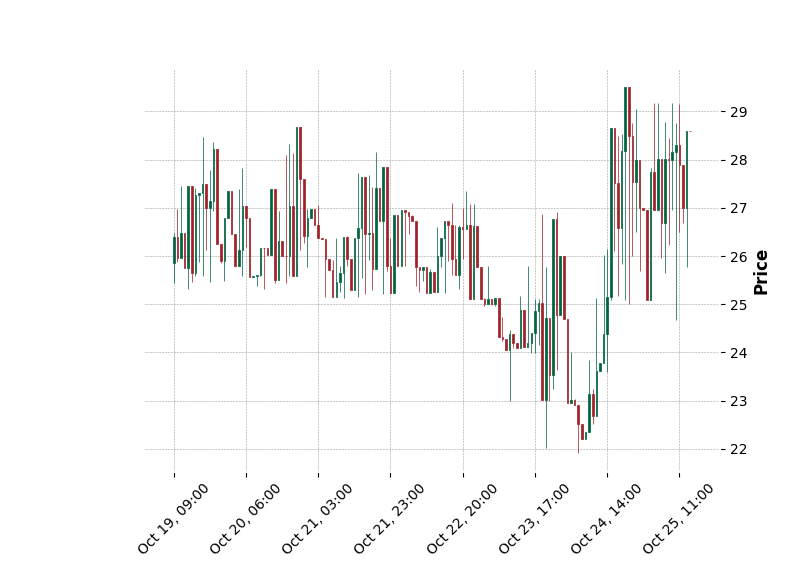 29
28
27
26
25
24
23
22
Price
Oct 19, 09:00
Oct 20, 06:00
Oct 21, 03:00
Oct 21, 23:00
Oct 22, 20:00
Oct 23, 17:00
Oct 24, 14:00
Oct 25, 11:00